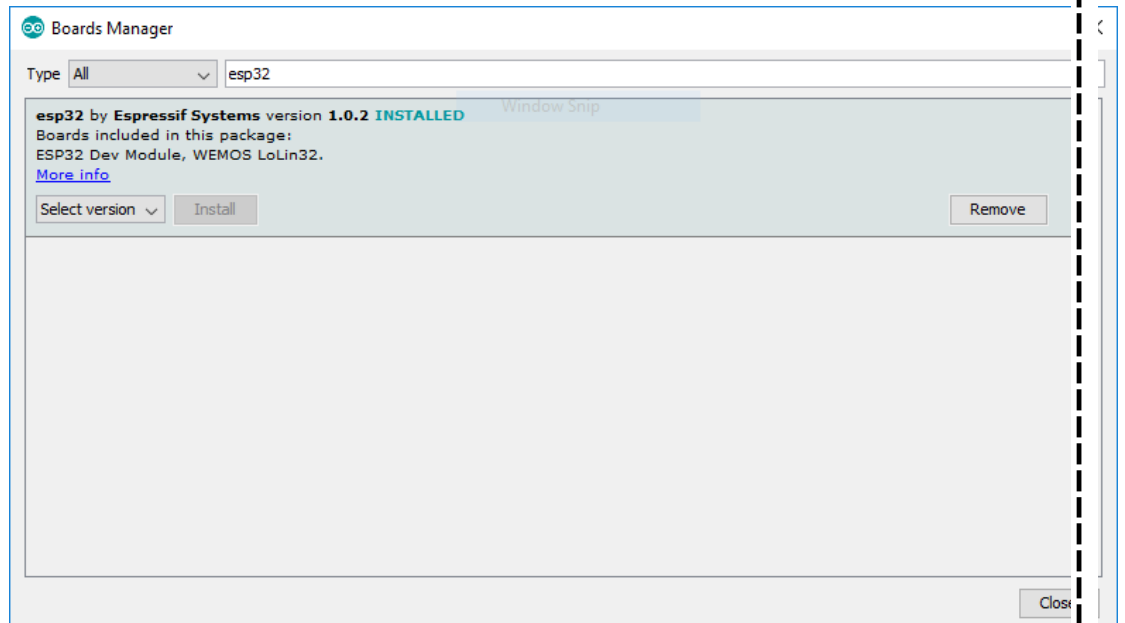 Boards Manager
Type All esp32
Window Snip
esp32 by Espressif Systems version 1.0.2 INSTALLED
Boards included in this package:
ESP32 Dev Module, WEMOS LoLin32.
More info
Select version Install Remove
Close